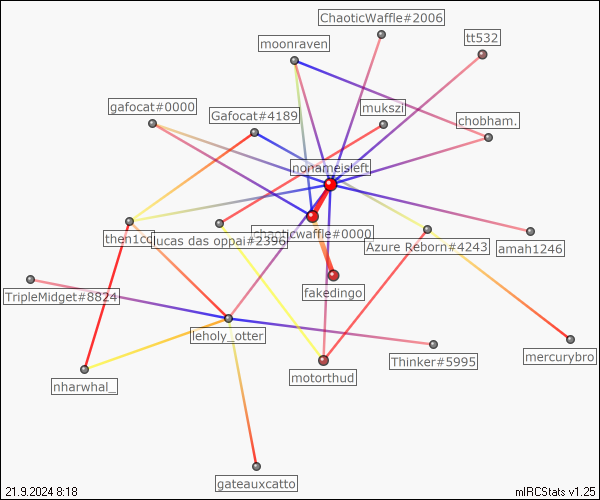 ChaoticWaffle#2006
moonraven
tt532
gafocat#0000
Gafocat#4189
mukszi
chobham.
nonameisleft
then1cc
lucas das oppai#2396
chaoticwaffle#0000
Azure Reborn#4243
amah1246
TripleMidget#8824
fakedingo
leholy_otter
Thinker#5995
mercurybro
nharwhal_
motorthud
gateauxcatto
21.9.2024 8:18
mIRCStats v1.25